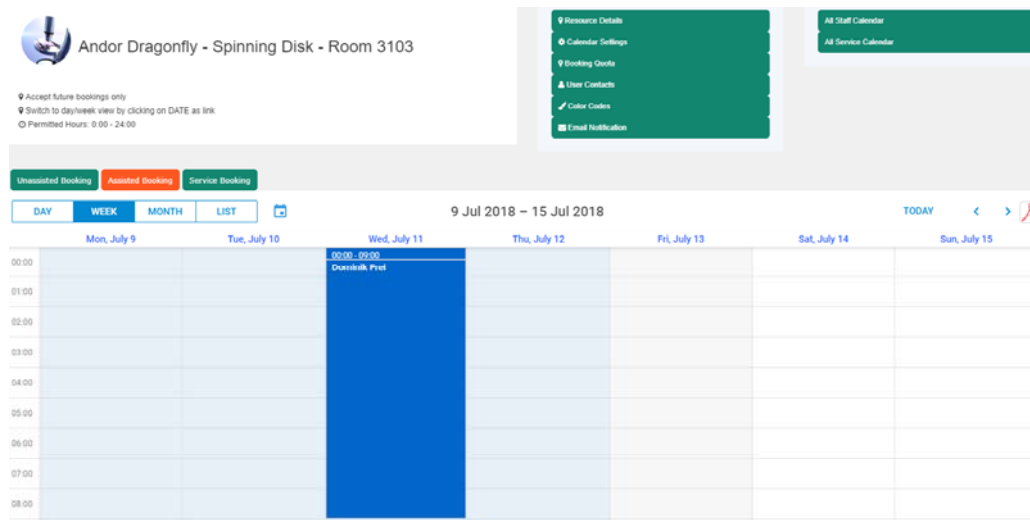 Andor Dragonfly - Spinning Disk - Room 3103
Accept future bookings only
Switch to day/week view by clicking on DATE as link
Permitted Hours: 0:00 - 24:00
Resource Details
Calendar Settings
Booking Quota
User Contacts
Color Codes
Email Notification
All Staff Calendar
All Service Calendar
Unassisted Booking Assisted Booking Service Booking
DAY WEEK MONTH LIST 9 Jul 2018 – 15 Jul 2018 TODAY
Mon, July 9 Tue, July 10 Wed, July 11 Thu, July 12 Fri, July 13 Sat, July 14 Sun, July 15
00:00 - 09:00
Dominik Prei
00:00
01:00
02:00
03:00
04:00
05:00
06:00
07:00
08:00